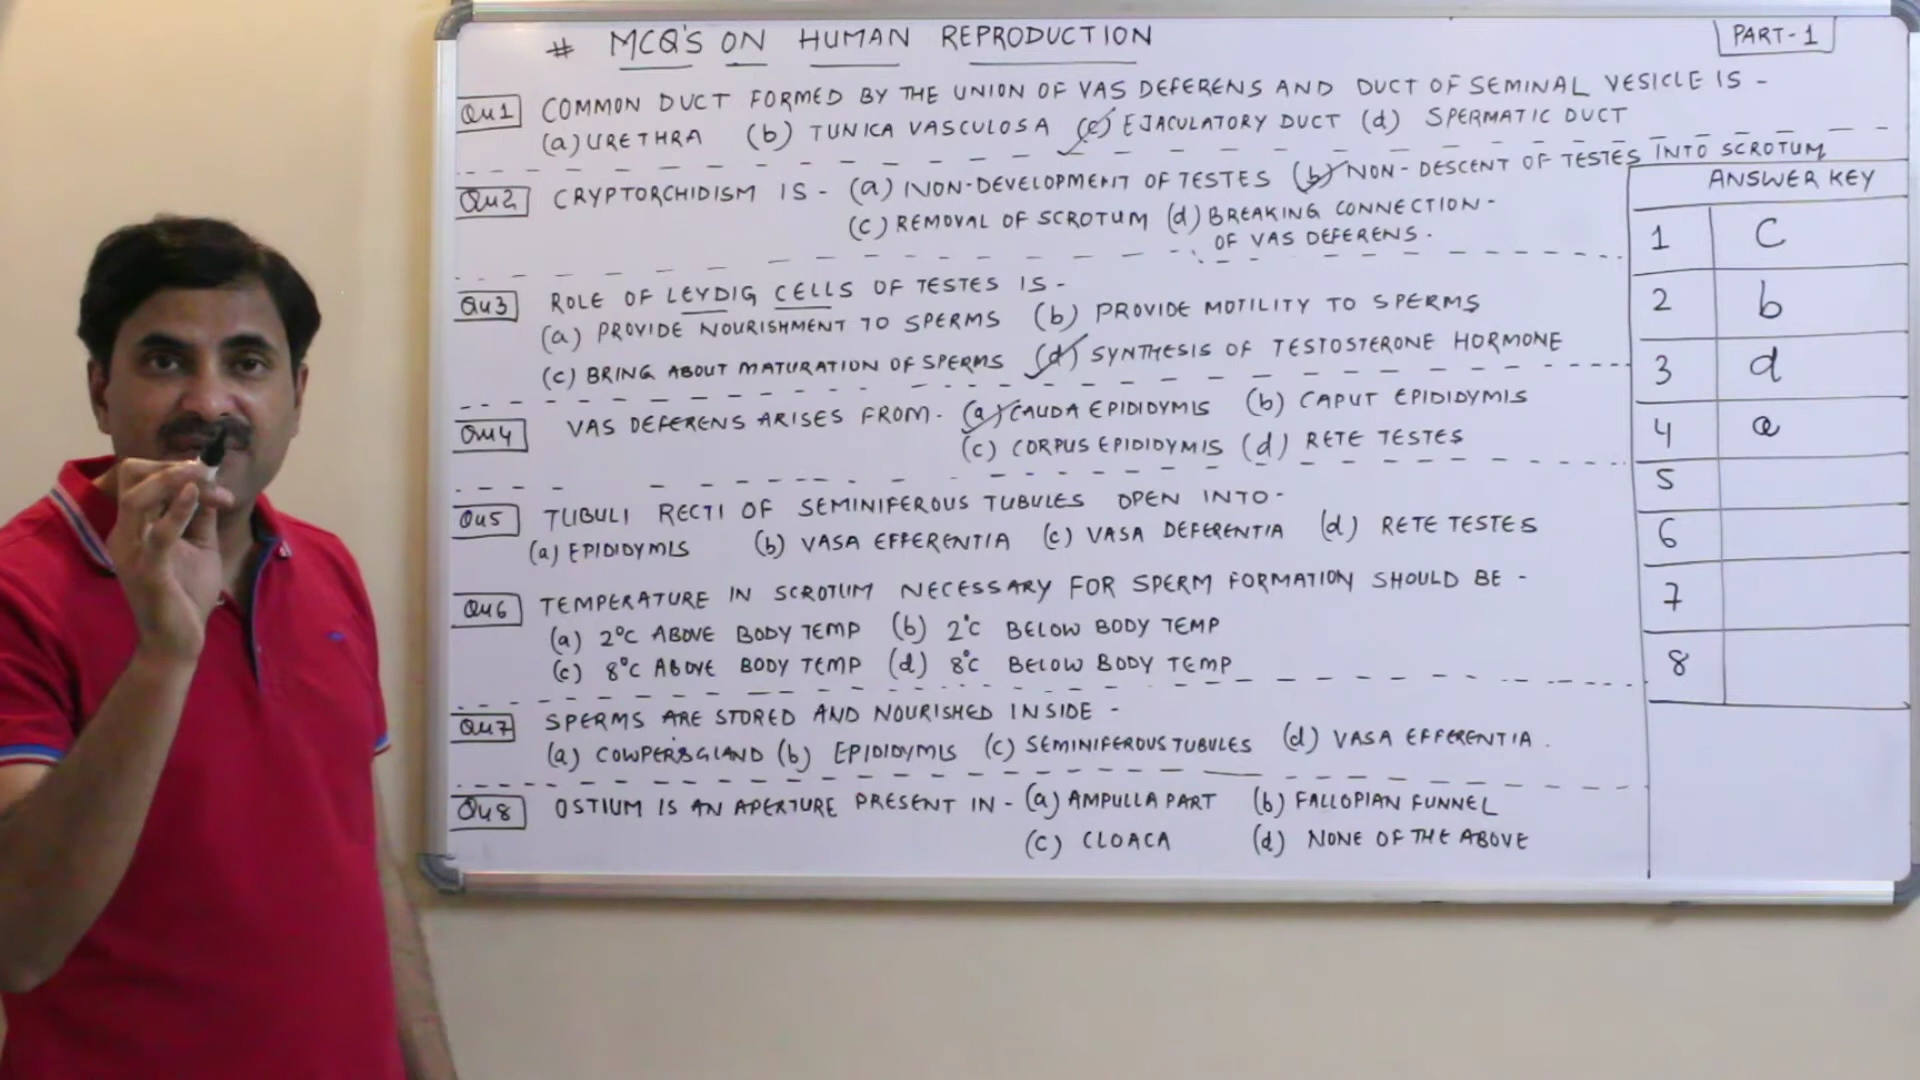 # MCQ'S ON HUMAN REPRODUCTION
PART-1
Qu1 COMMON DUCT FORMED BY THE UNION OF VAS DEFERENS AND DUCT OF SEMINAL VESICLE IS -
(a) URETHRA (b) TUNICA VASCULOSA (c) EJACULATORY DUCT (d) SPERMATIC DUCT
Qu2 CRYPTORCHIDISM IS - (a) NON-DEVELOPMENT OF TESTES (b) NON-DESCENT OF TESTES INTO SCROTUM
(c) REMOVAL OF SCROTUM (d) BREAKING CONNECTION -
OF VAS DEFERENS.
Qu3 ROLE OF LEYDIG CELLS OF TESTES IS -
(a) PROVIDE NOURISHMENT TO SPERMS (b) PROVIDE MOTILITY TO SPERMS
(c) BRING ABOUT MATURATION OF SPERMS (d) SYNTHESIS OF TESTOSTERONE HORMONE
Qu4 VAS DEFERENS ARISES FROM - (a) CAUDA EPIDIDYMIS (b) CAPUT EPIDIDYMIS
(c) CORPUS EPIDIDYMIS (d) RETE TESTES
Qu5 TUBULI RECTI OF SEMINIFEROUS TUBULES OPEN INTO -
(a) EPIDIDYMIS (b) VASA EFFERENTIA (c) VASA DEFERENTIA (d) RETE TESTES
Qu6 TEMPERATURE IN SCROTUM NECESSARY FOR SPERM FORMATION SHOULD BE -
(a) 2°C ABOVE BODY TEMP (b) 2°C BELOW BODY TEMP
(c) 8°C ABOVE BODY TEMP (d) 8°C BELOW BODY TEMP
Qu7 SPERMS ARE STORED AND NOURISHED INSIDE -
(a) COWPER'S GLAND (b) EPIDIDYMIS (c) SEMINIFEROUS TUBULES (d) VASA EFFERENTIA.
Qu8 OSTIUM IS AN APERTURE PRESENT IN - (a) AMPULLA PART (b) FALLOPIAN FUNNEL
(c) CLOACA (d) NONE OF THE ABOVE
ANSWER KEY
1 C
2 b
3 d
4 a
5
6
7
8